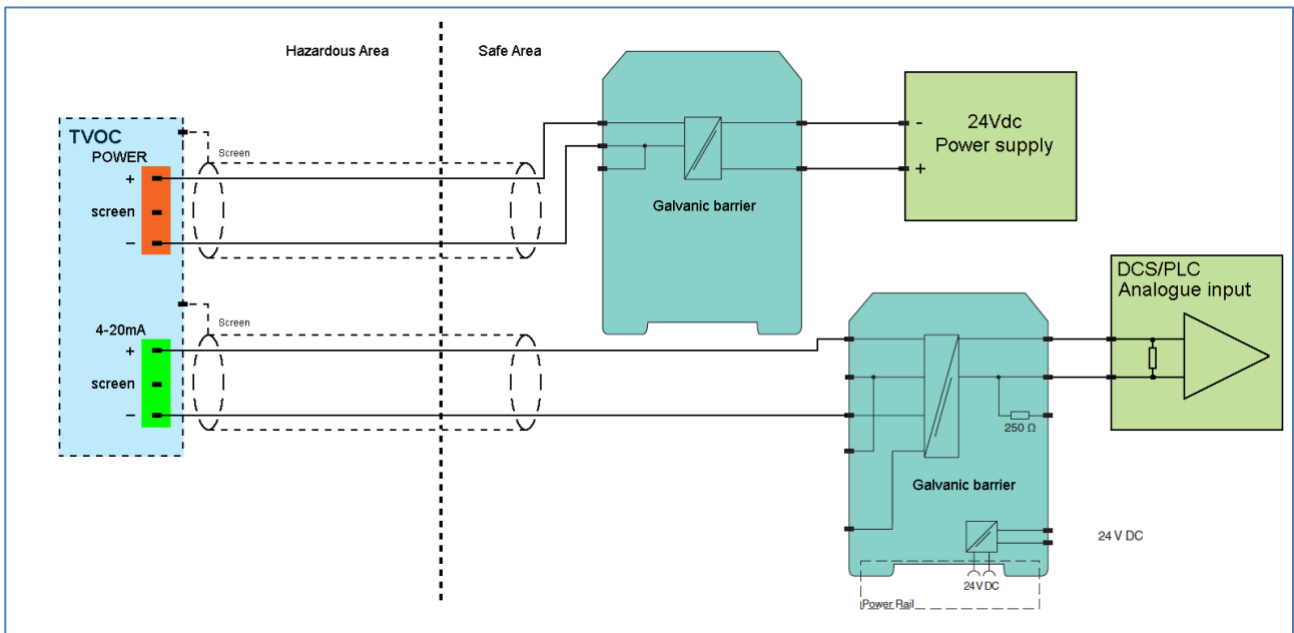 Hazardous Area
Safe Area
TVOC
POWER
+
screen
−
Screen
Galvanic barrier
-
+
24Vdc
Power supply
4-20mA
+
screen
−
Screen
DCS/PLC
Analogue input
250 Ω
Galvanic barrier
24 V DC
24V DC
Power Rail